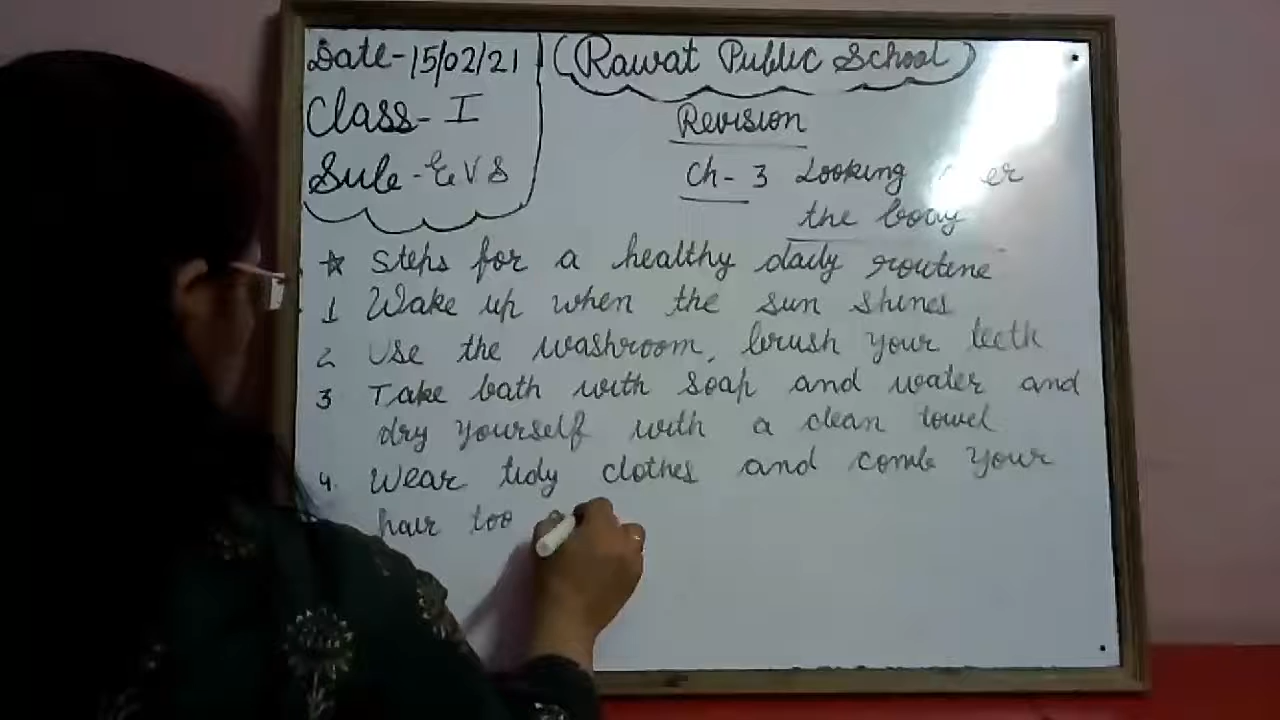 Date-15/02/21
Class-I
Sub-EVS
(Rawat Public School)
Revision
Ch-3 Looking
the body
☆ Steps for a healthy daily routine
1 Wake up when the sun shines
2 Use the washroom, brush your teeth
3 Take bath with soap and water and
dry yourself with a clean towel
4. Wear tidy clothes and comb your
hair too